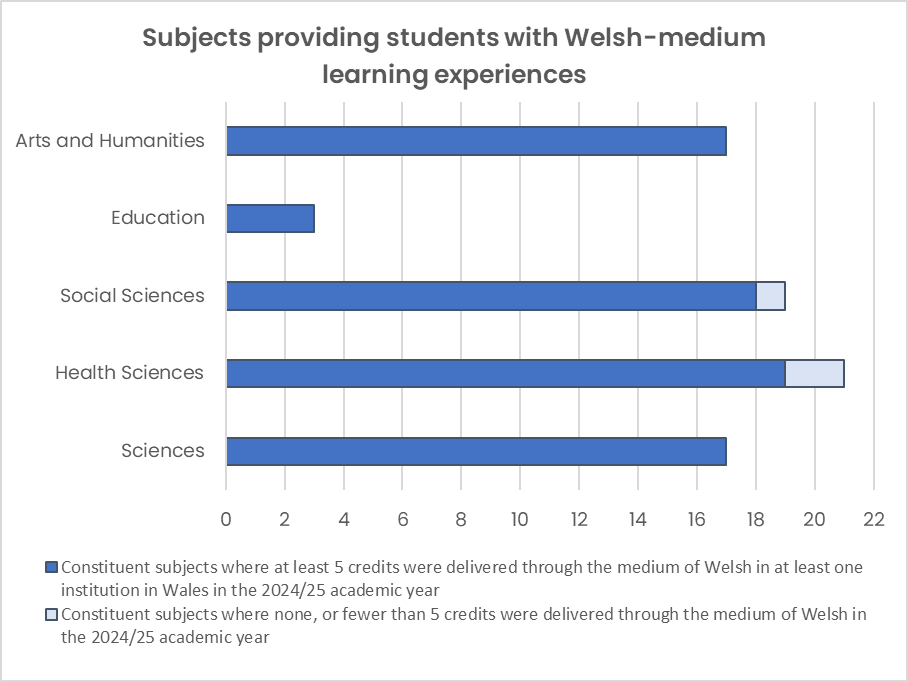 Subjects providing students with Welsh-medium
learning experiences
Arts and Humanities
Education
Social Sciences
Health Sciences
Sciences
0 2 4 6 8 10 12 14 16 18 20 22
Constituent subjects where at least 5 credits were delivered through the medium of Welsh in at least one
institution in Wales in the 2024/25 academic year
Constituent subjects where none, or fewer than 5 credits were delivered through the medium of Welsh in
the 2024/25 academic year